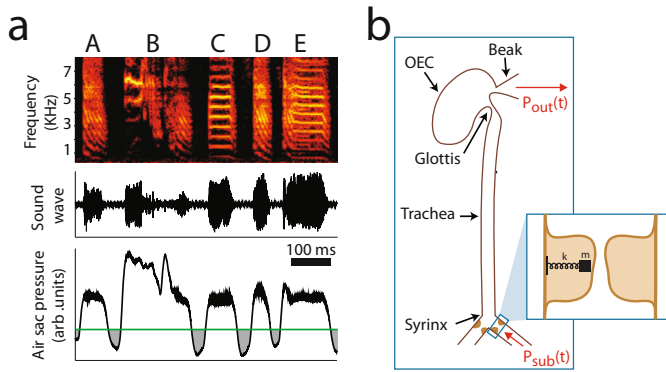 a
A B C D E
Frequency
(KHz)
7
5
3
1
Sound
wave
100 ms
Air sac pressure
(arb units)
b
OEC
Beak
Pout(t)
Glottis
Trachea
k
m
Syrinx
Psub(t)